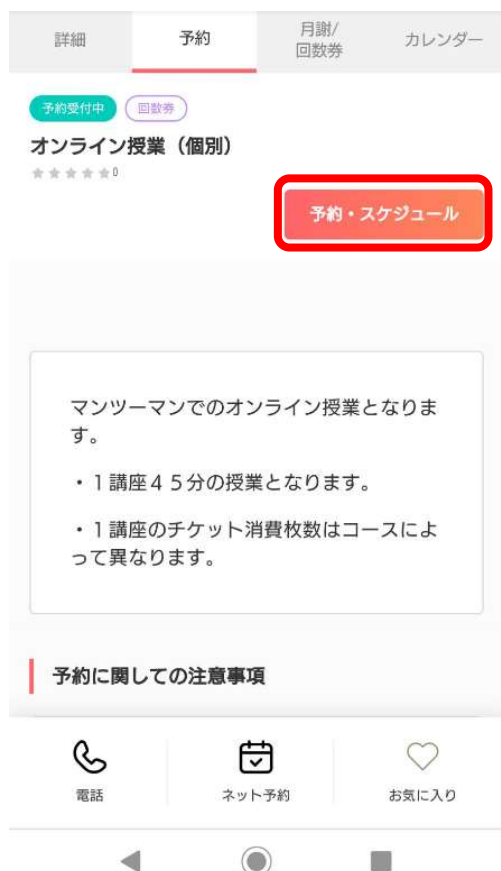 詳細
予約
月謝/
回数券
カレンダー
予約受付中
回数券
オンライン授業（個別）
★★★★★0
予約・スケジュール
マンツーマンでのオンライン授業となりま
す。
・１講座４５分の授業となります。
・１講座のチケット消費枚数はコースによ
って異なります。
予約に関しての注意事項
電話
ネット予約
お気に入り